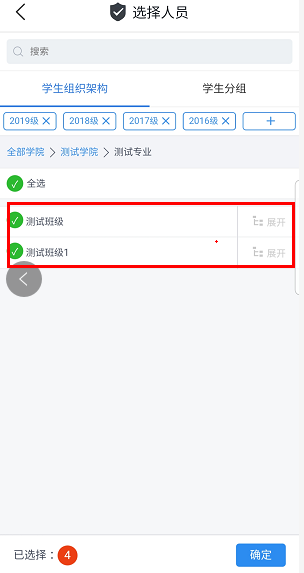 选择人员
搜索
学生组织架构 学生分组
2019级 2018级 2017级 2016级
全部学院 测试学院 测试专业
全选
测试班级 展开
测试班级1 展开
已选择： 4 确定